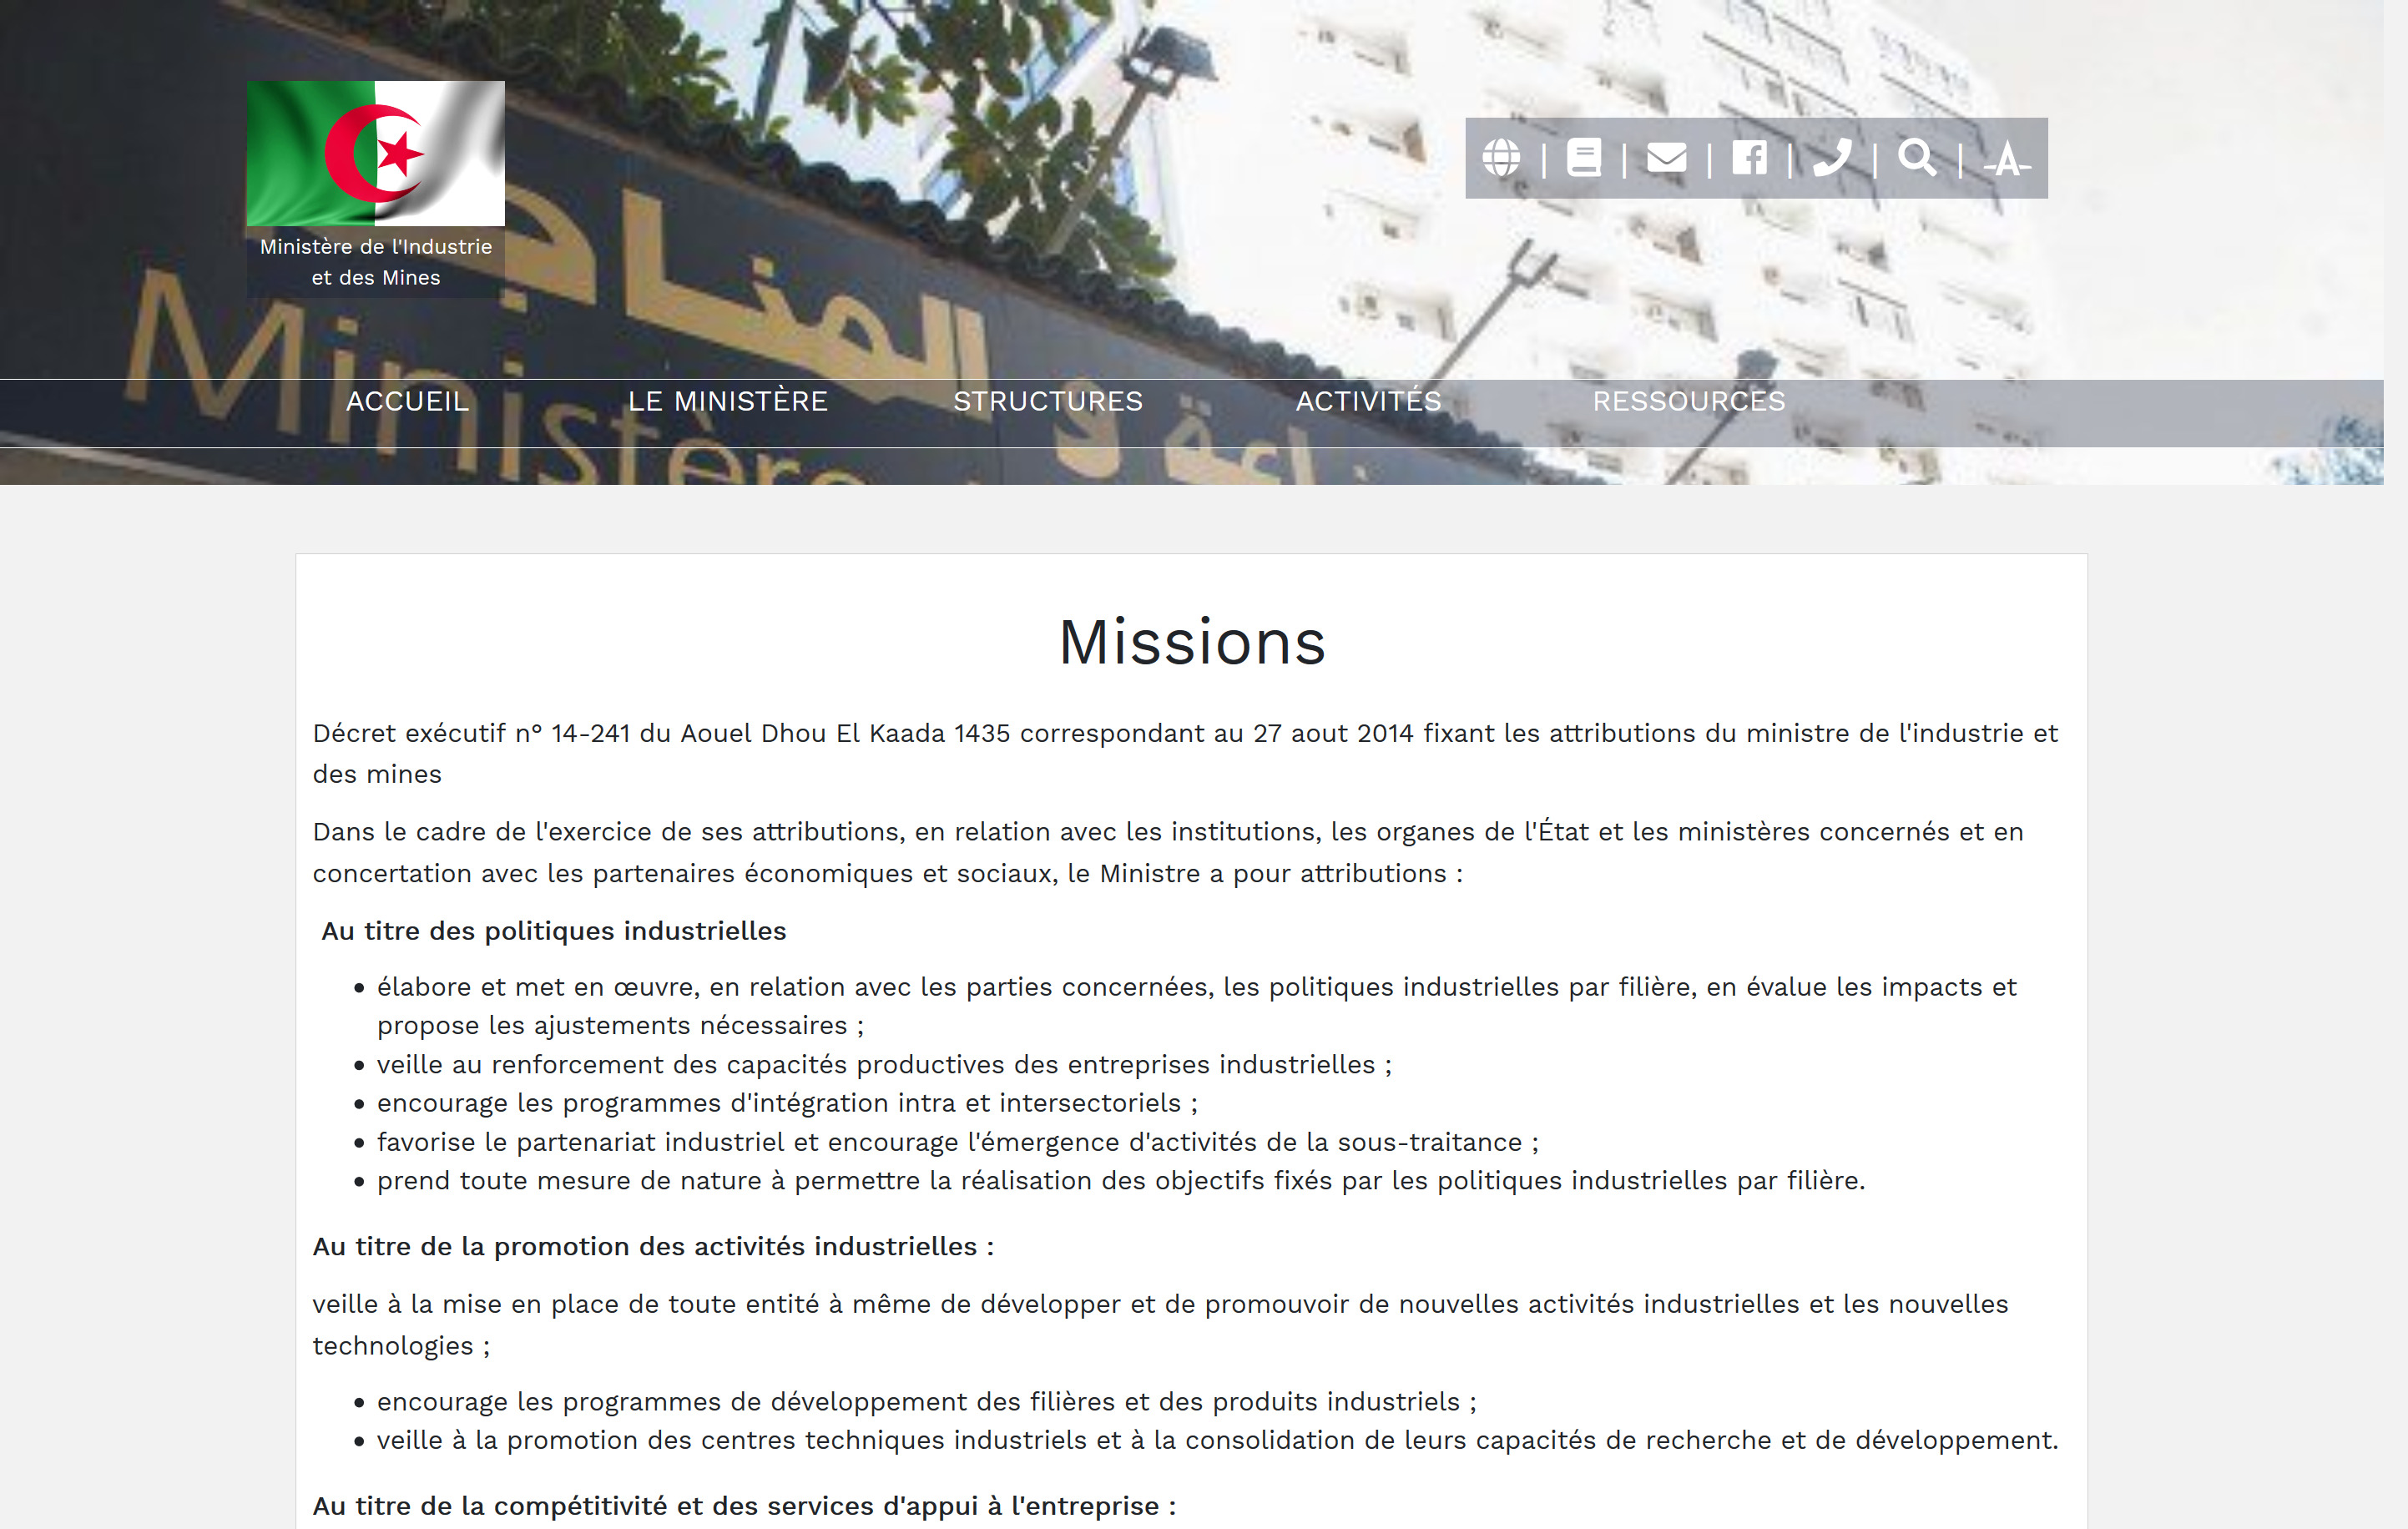 Ministère de l'Industrie
et des Mines
المناجم
Ministère
ACCUEIL
LE MINISTÈRE
STRUCTURES
ACTIVITÉS
RESSOURCES
Missions
Décret exécutif n° 14-241 du Aouel Dhou El Kaada 1435 correspondant au 27 aout 2014 fixant les attributions du ministre de l'industrie et
des mines
Dans le cadre de l'exercice de ses attributions, en relation avec les institutions, les organes de l'État et les ministères concernés et en
concertation avec les partenaires économiques et sociaux, le Ministre a pour attributions :
Au titre des politiques industrielles
• élabore et met en œuvre, en relation avec les parties concernées, les politiques industrielles par filière, en évalue les impacts et
propose les ajustements nécessaires ;
• veille au renforcement des capacités productives des entreprises industrielles ;
• encourage les programmes d'intégration intra et intersectoriels ;
• favorise le partenariat industriel et encourage l'émergence d'activités de la sous-traitance ;
• prend toute mesure de nature à permettre la réalisation des objectifs fixés par les politiques industrielles par filière.
Au titre de la promotion des activités industrielles :
veille à la mise en place de toute entité à même de développer et de promouvoir de nouvelles activités industrielles et les nouvelles
technologies ;
• encourage les programmes de développement des filières et des produits industriels ;
• veille à la promotion des centres techniques industriels et à la consolidation de leurs capacités de recherche et de développement.
Au titre de la compétitivité et des services d'appui à l'entreprise :